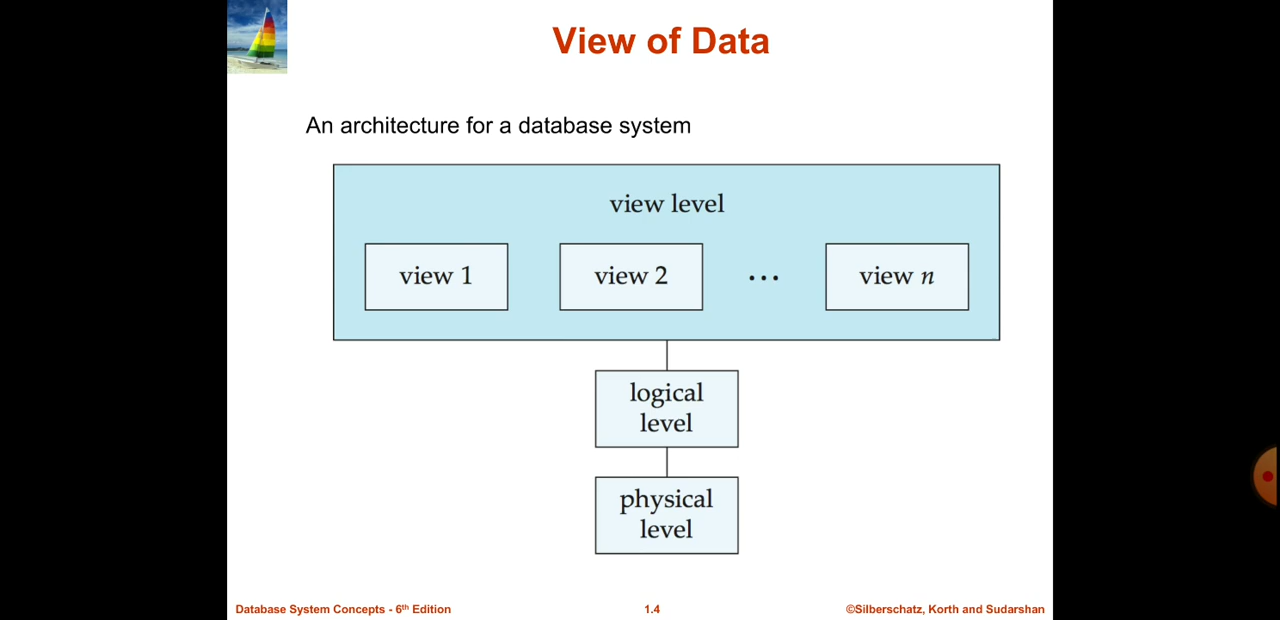 View of Data
An architecture for a database system
view level
view 1
view 2
...
view n
logical
level
physical
level
Database System Concepts - 6th Edition
1.4
©Silberschatz, Korth and Sudarshan